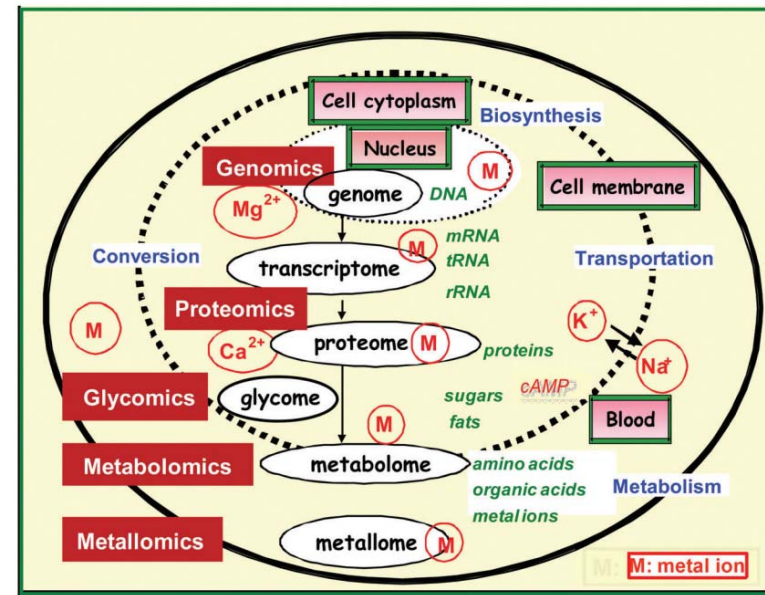 Cell cytoplasm
Biosynthesis
Nucleus
Genomics
M
genome
DNA
Cell membrane
Mg2+
mRNA
M
Conversion
transcriptome
tRNA
Transportation
rRNA
Proteomics
K+
M
Ca2+
proteome
M
proteins
Na+
Glycomics
glycome
sugars
cAMP
fats
Blood
M
Metabolomics
metabolome
amino acids
organic acids
Metabolism
metal ions
Metallomics
metallome
M
M: metal ion